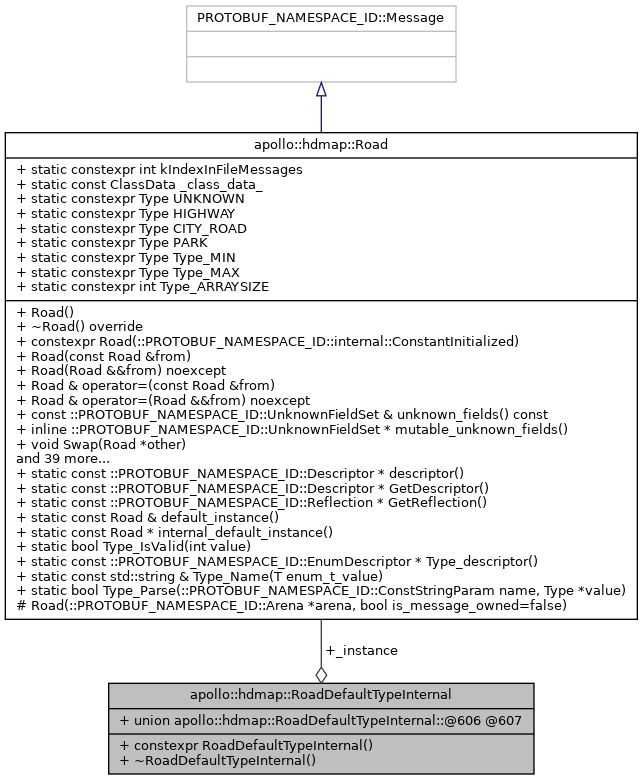 PROTOBUF_NAMESPACE_ID::Message
apollo::hdmap::Road
+ static constexpr int kIndexInFileMessages
+ static const ClassData _class_data_
+ static constexpr Type UNKNOWN
+ static constexpr Type HIGHWAY
+ static constexpr Type CITY_ROAD
+ static constexpr Type PARK
+ static constexpr Type Type_MIN
+ static constexpr Type Type_MAX
+ static constexpr int Type_ARRAYSIZE
+ Road()
+ ~Road() override
+ constexpr Road(::PROTOBUF_NAMESPACE_ID::internal::ConstantInitialized)
+ Road(const Road &from)
+ Road(Road &&from) noexcept
+ Road & operator=(const Road &from)
+ Road & operator=(Road &&from) noexcept
+ const ::PROTOBUF_NAMESPACE_ID::UnknownFieldSet & unknown_fields() const
+ inline ::PROTOBUF_NAMESPACE_ID::UnknownFieldSet * mutable_unknown_fields()
+ void Swap(Road *other)
and 39 more...
+ static const ::PROTOBUF_NAMESPACE_ID::Descriptor * descriptor()
+ static const ::PROTOBUF_NAMESPACE_ID::Descriptor * GetDescriptor()
+ static const ::PROTOBUF_NAMESPACE_ID::Reflection * GetReflection()
+ static const Road & default_instance()
+ static const Road * internal_default_instance()
+ static bool Type_IsValid(int value)
+ static const ::PROTOBUF_NAMESPACE_ID::EnumDescriptor * Type_descriptor()
+ static const std::string & Type_Name(T enum_t_value)
+ static bool Type_Parse(::PROTOBUF_NAMESPACE_ID::ConstStringParam name, Type *value)
# Road(::PROTOBUF_NAMESPACE_ID::Arena *arena, bool is_message_owned=false)
+_instance
apollo::hdmap::RoadDefaultTypeInternal
+ union apollo::hdmap::RoadDefaultTypeInternal::@606 @607
+ constexpr RoadDefaultTypeInternal()
+ ~RoadDefaultTypeInternal()